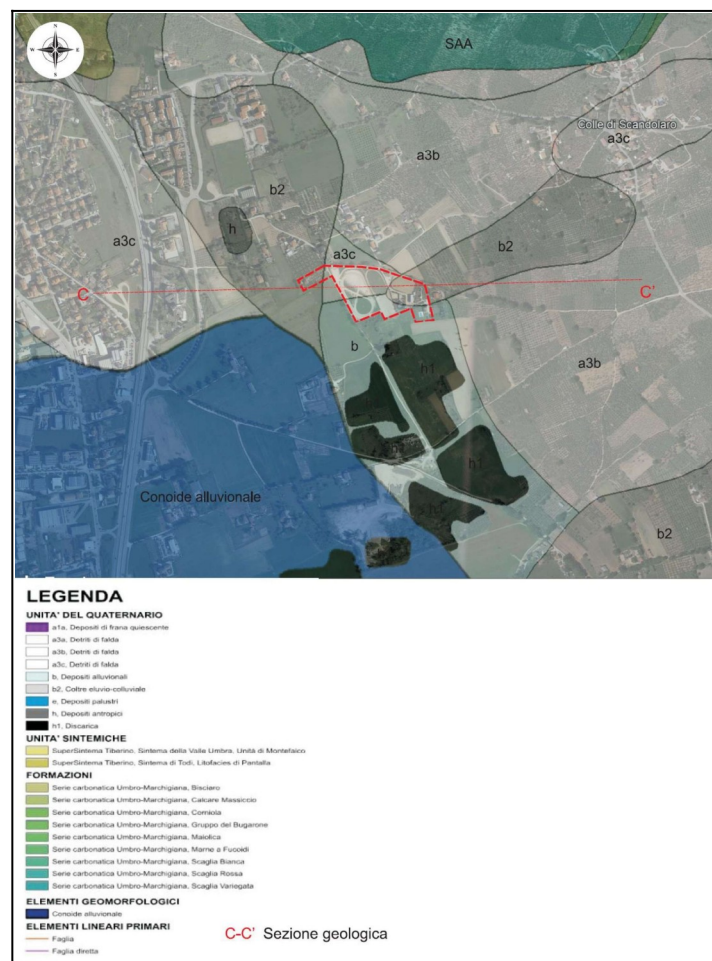 N
W E
S
SAA
Colle di Scandolaro
a3c
a3b
b2
h
b2
a3c
a3c
C
C'
b
h1
a3b
h1
Conoide alluvionale
b2
LEGENDA
UNITA' DEL QUATERNARIO
a1a, Depositi di frana quiescente
a3a, Detriti di falda
a3b, Detriti di falda
a3c, Detriti di falda
b, Depositi alluvionali
b2, Coltre eluvio-colluviale
e, Depositi palustri
h, Depositi antropici
h1, Discarica
UNITA' SINTEMICHE
SuperSintema Tiberino, Sintema della Valle Umbra, Unità di Montefalco
SuperSintema Tiberino, Sintema di Todi, Litofacies di Pantalla
FORMAZIONI
Serie carbonatica Umbro-Marchigiana, Bisciaro
Serie carbonatica Umbro-Marchigiana, Calcare Massiccio
Serie carbonatica Umbro-Marchigiana, Corniola
Serie carbonatica Umbro-Marchigiana, Gruppo del Bugarone
Serie carbonatica Umbro-Marchigiana, Maiolica
Serie carbonatica Umbro-Marchigiana, Marne a Fucoidi
Serie carbonatica Umbro-Marchigiana, Scaglia Bianca
Serie carbonatica Umbro-Marchigiana, Scaglia Rossa
Serie carbonatica Umbro-Marchigiana, Scaglia Variegata
ELEMENTI GEOMORFOLOGICI
Conoide alluvionale
ELEMENTI LINEARI PRIMARI
Faglia
Faglia diretta
C-C' Sezione geologica